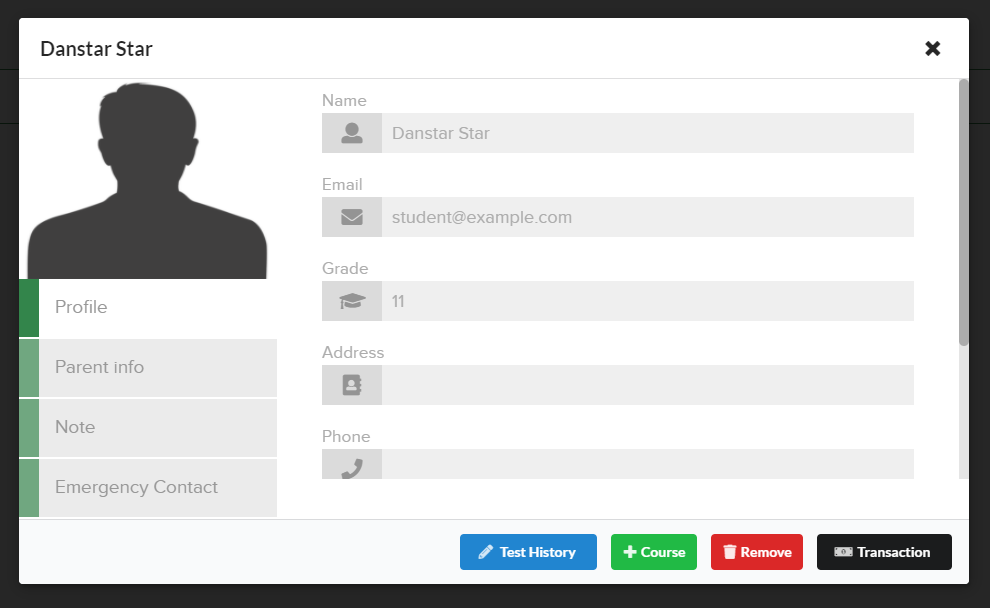 Danstar Star
Name
Danstar Star
Email
student@example.com
Grade
11
Address
Phone
Profile
Parent info
Note
Emergency Contact
Test History
Course
Remove
Transaction